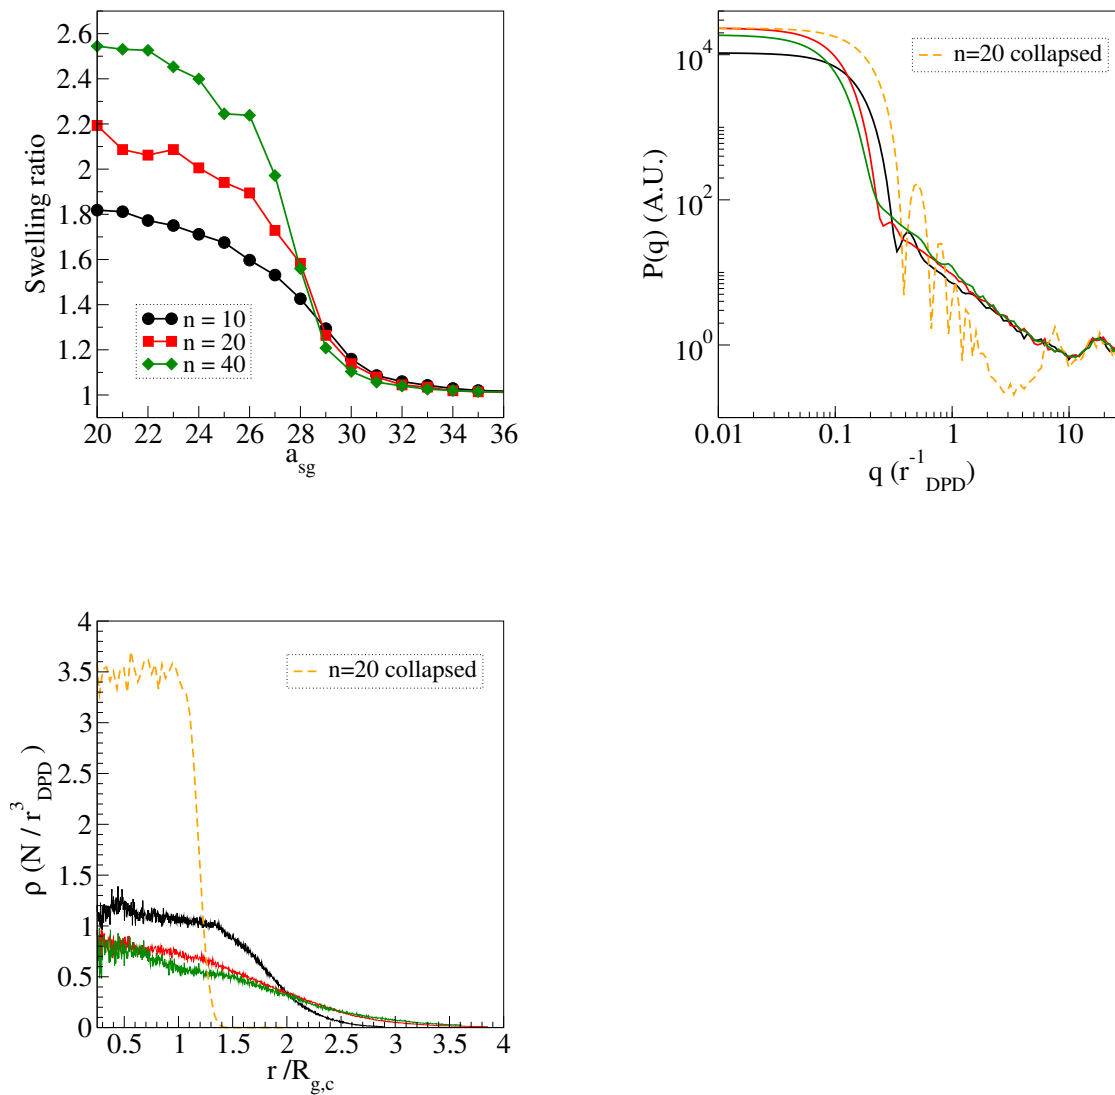 2.6
2.4
2.2
2
1.8
1.6
1.4
1.2
1
Swelling ratio
n = 10
n = 20
n = 40
20 22 24 26 28 30 32 34 36
a_sg
n=20 collapsed
10^4
10^2
10^0
P(q) (A.U.)
0.01 0.1 1 10
q (r^-1_DPD)
4
3.5
3
2.5
2
1.5
1
0.5
0
ρ (N / r^3_DPD)
n=20 collapsed
0.5 1 1.5 2 2.5 3 3.5 4
r /R_g,c